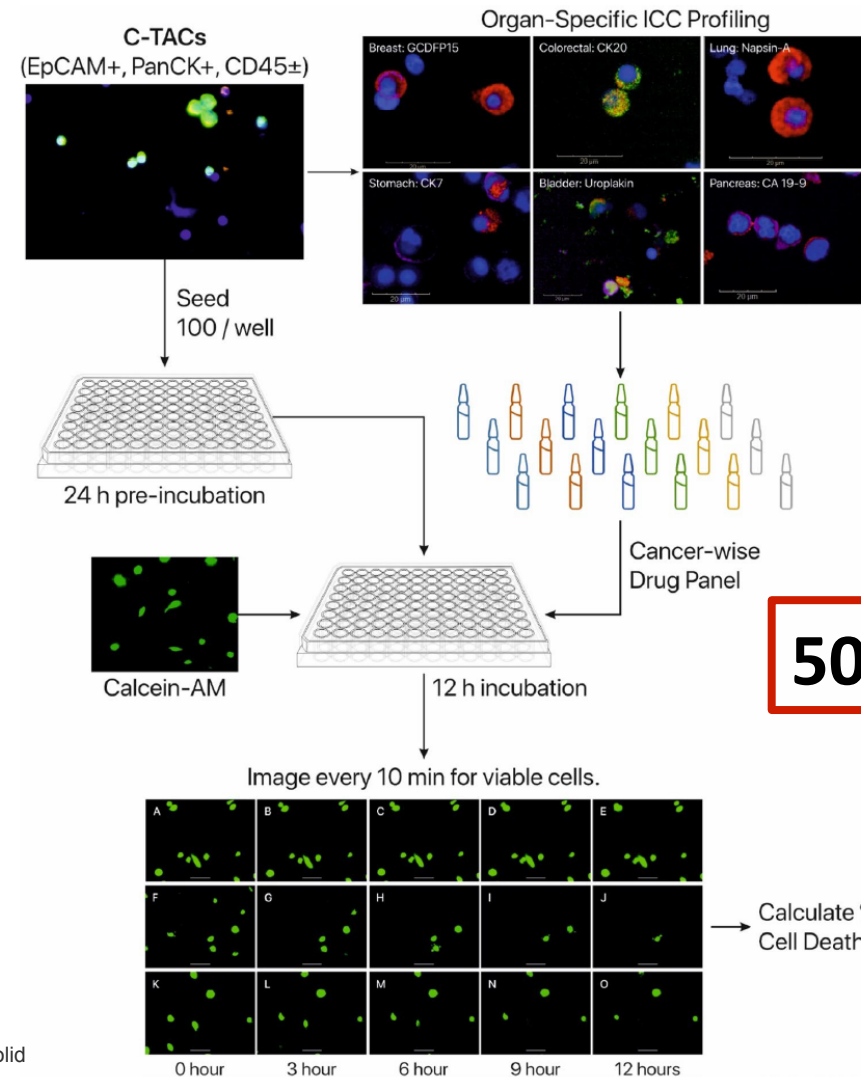 Organ-Specific ICC Profiling
C-TACs
(EpCAM+, PanCK+, CD45±)
Breast: GCDFP15
Colorectal: CK20
Lung: Napsin-A
20 µm
20 µm
20 µm
Stomach: CK7
Bladder: Uroplakin
Pancreas: CA 19-9
20 µm
20 µm
20 µm
Seed
100 / well
24 h pre-incubation
Cancer-wise
Drug Panel
50
Calcein-AM
12 h incubation
Image every 10 min for viable cells.
A
B
C
D
E
F
G
H
I
J
Calculate
Cell Death
K
L
M
N
O
olid
0 hour
3 hour
6 hour
9 hour
12 hours